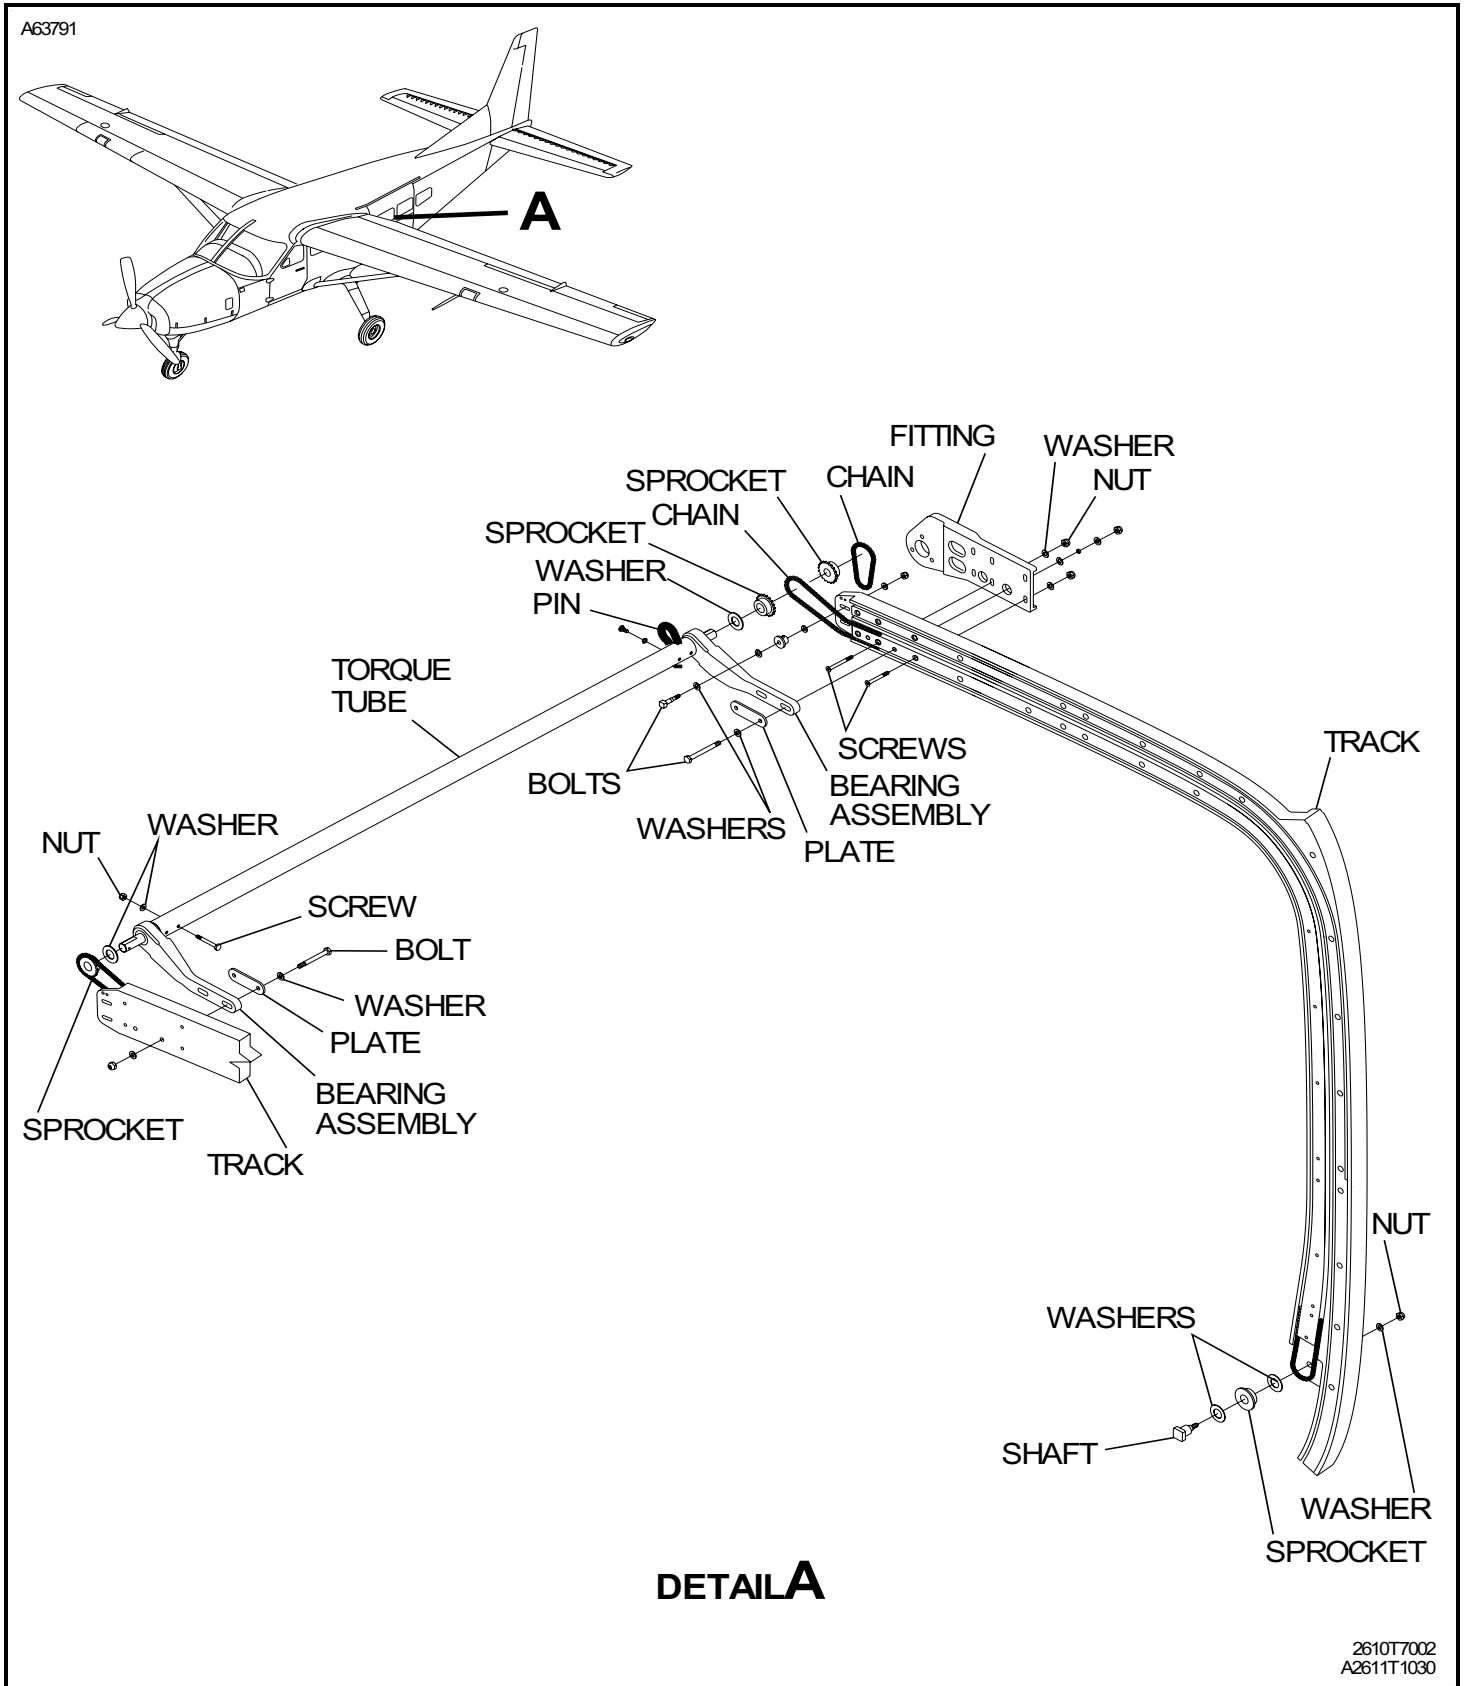 A63791
A
FITTING
WASHER
NUT
SPROCKET
CHAIN
CHAIN
SPROCKET
WASHER
PIN
TORQUE
TUBE
SCREWS
TRACK
BOLTS
BEARING
ASSEMBLY
WASHERS
PLATE
WASHER
NUT
SCREW
BOLT
WASHER
PLATE
BEARING
ASSEMBLY
SPROCKET
TRACK
NUT
WASHERS
SHAFT
WASHER
SPROCKET
DETAIL A
2610T7002
A2611T1030